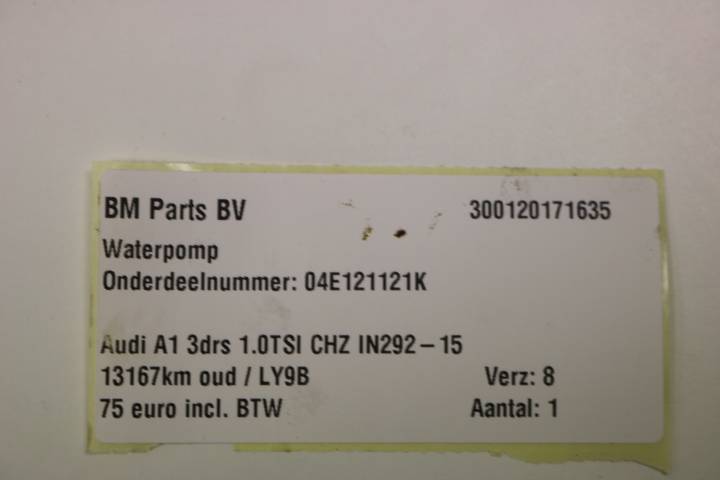 BM Parts BV 300120171635
Waterpomp
Onderdeelnummer: 04E121121K
Audi A1 3drs 1.0TSI CHZ IN292-15
13167km oud / LY9B Verz: 8
75 euro incl. BTW Aantal: 1